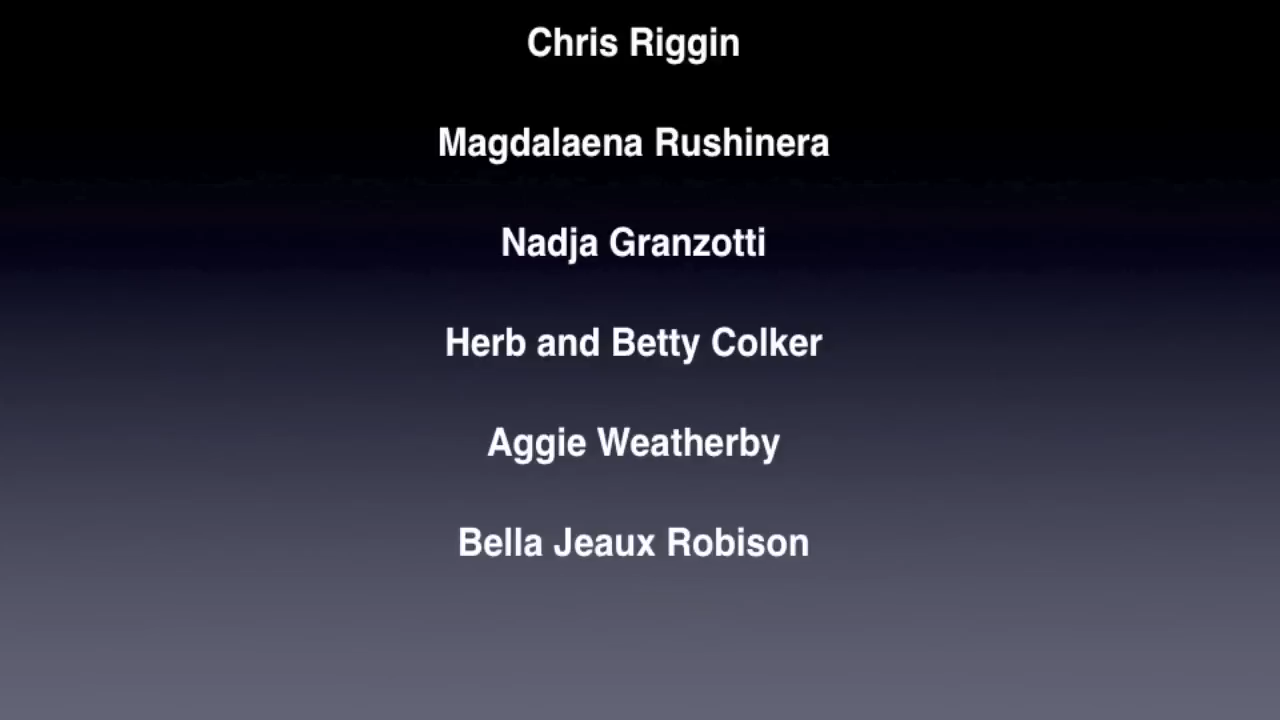 Chris Riggin
Magdalaena Rushinera
Nadja Granzotti
Herb and Betty Colker
Aggie Weatherby
Bella Jeaux Robison